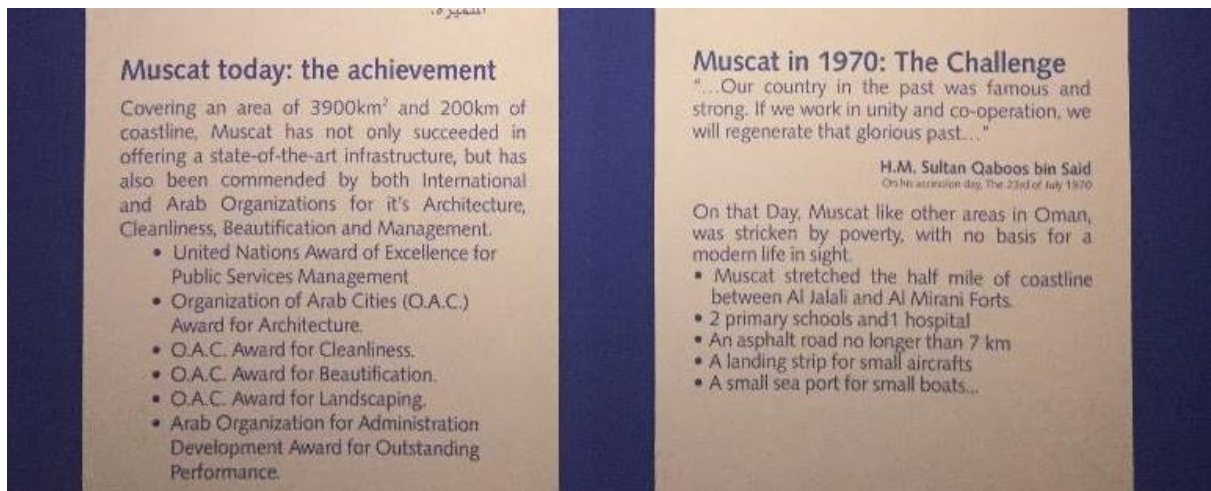 المتميزة.
Muscat today: the achievement
Covering an area of 3900km² and 200km of
coastline, Muscat has not only succeeded in
offering a state-of-the-art infrastructure, but has
also been commended by both International
and Arab Organizations for it's Architecture,
Cleanliness, Beautification and Management.
• United Nations Award of Excellence for
Public Services Management
• Organization of Arab Cities (O.A.C.)
Award for Architecture.
• O.A.C. Award for Cleanliness.
• O.A.C. Award for Beautification.
• O.A.C. Award for Landscaping.
• Arab Organization for Administration
Development Award for Outstanding
Performance.
Muscat in 1970: The Challenge
"...Our country in the past was famous and
strong. If we work in unity and co-operation, we
will regenerate that glorious past..."
H.M. Sultan Qaboos bin Said
On his ascension day, The 23rd of July 1970
On that Day, Muscat like other areas in Oman,
was stricken by poverty, with no basis for a
modern life in sight.
• Muscat stretched the half mile of coastline
between Al Jalali and Al Mirani Forts.
• 2 primary schools and1 hospital
• An asphalt road no longer than 7 km
• A landing strip for small aircrafts
• A small sea port for small boats...